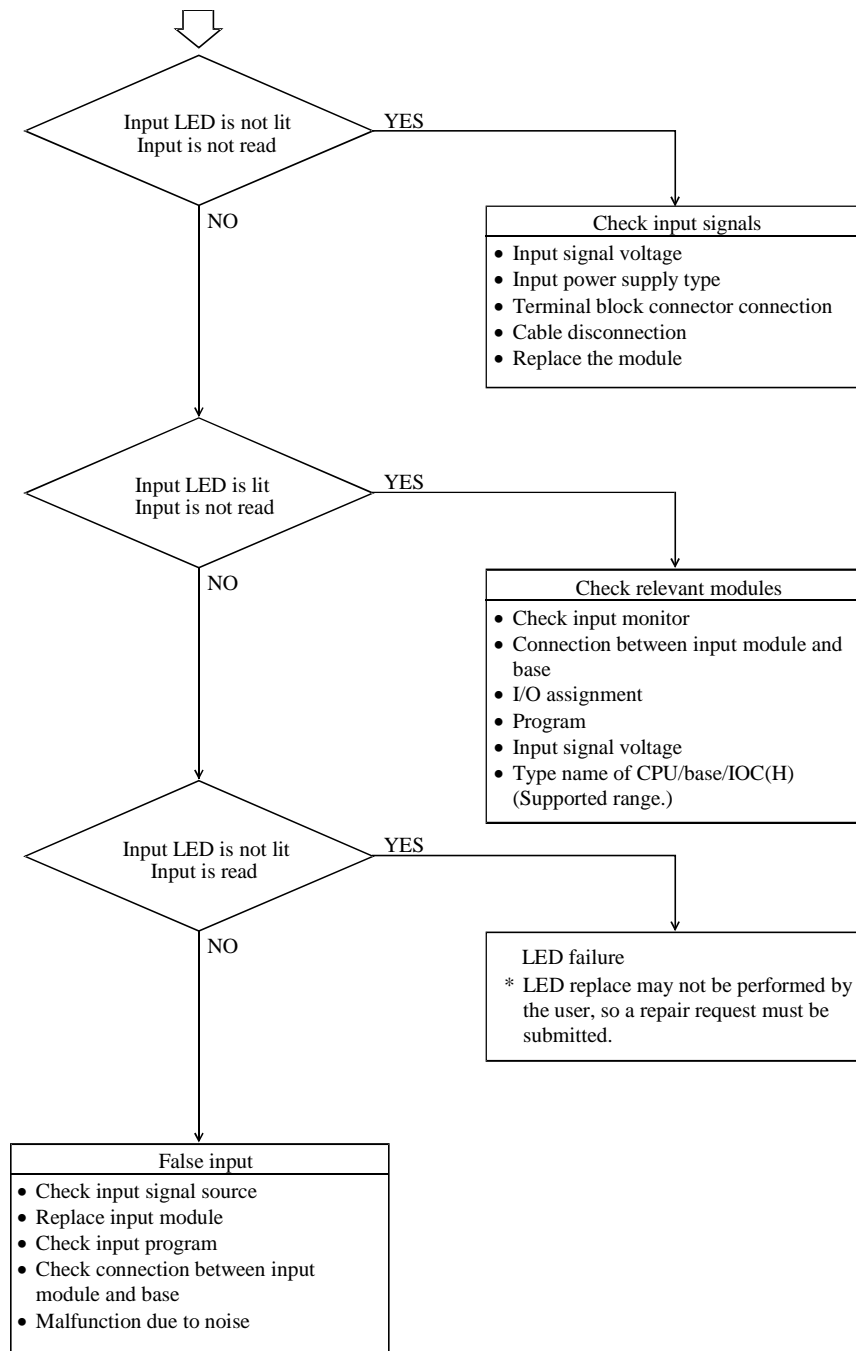 Input LED is not lit
Input is not read
YES
NO
Check input signals
• Input signal voltage
• Input power supply type
• Terminal block connector connection
• Cable disconnection
• Replace the module
Input LED is lit
Input is not read
YES
NO
Check relevant modules
• Check input monitor
• Connection between input module and
base
• I/O assignment
• Program
• Input signal voltage
• Type name of CPU/base/IOC(H)
(Supported range.)
Input LED is not lit
Input is read
YES
NO
LED failure
* LED replace may not be performed by
the user, so a repair request must be
submitted.
False input
• Check input signal source
• Replace input module
• Check input program
• Check connection between input
module and base
• Malfunction due to noise